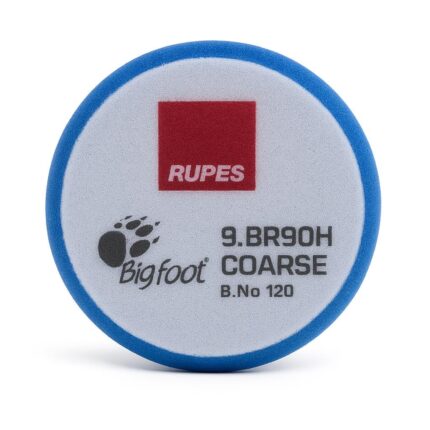 RUPES
Bigfoot®
9.BR90H
COARSE
B.No 120